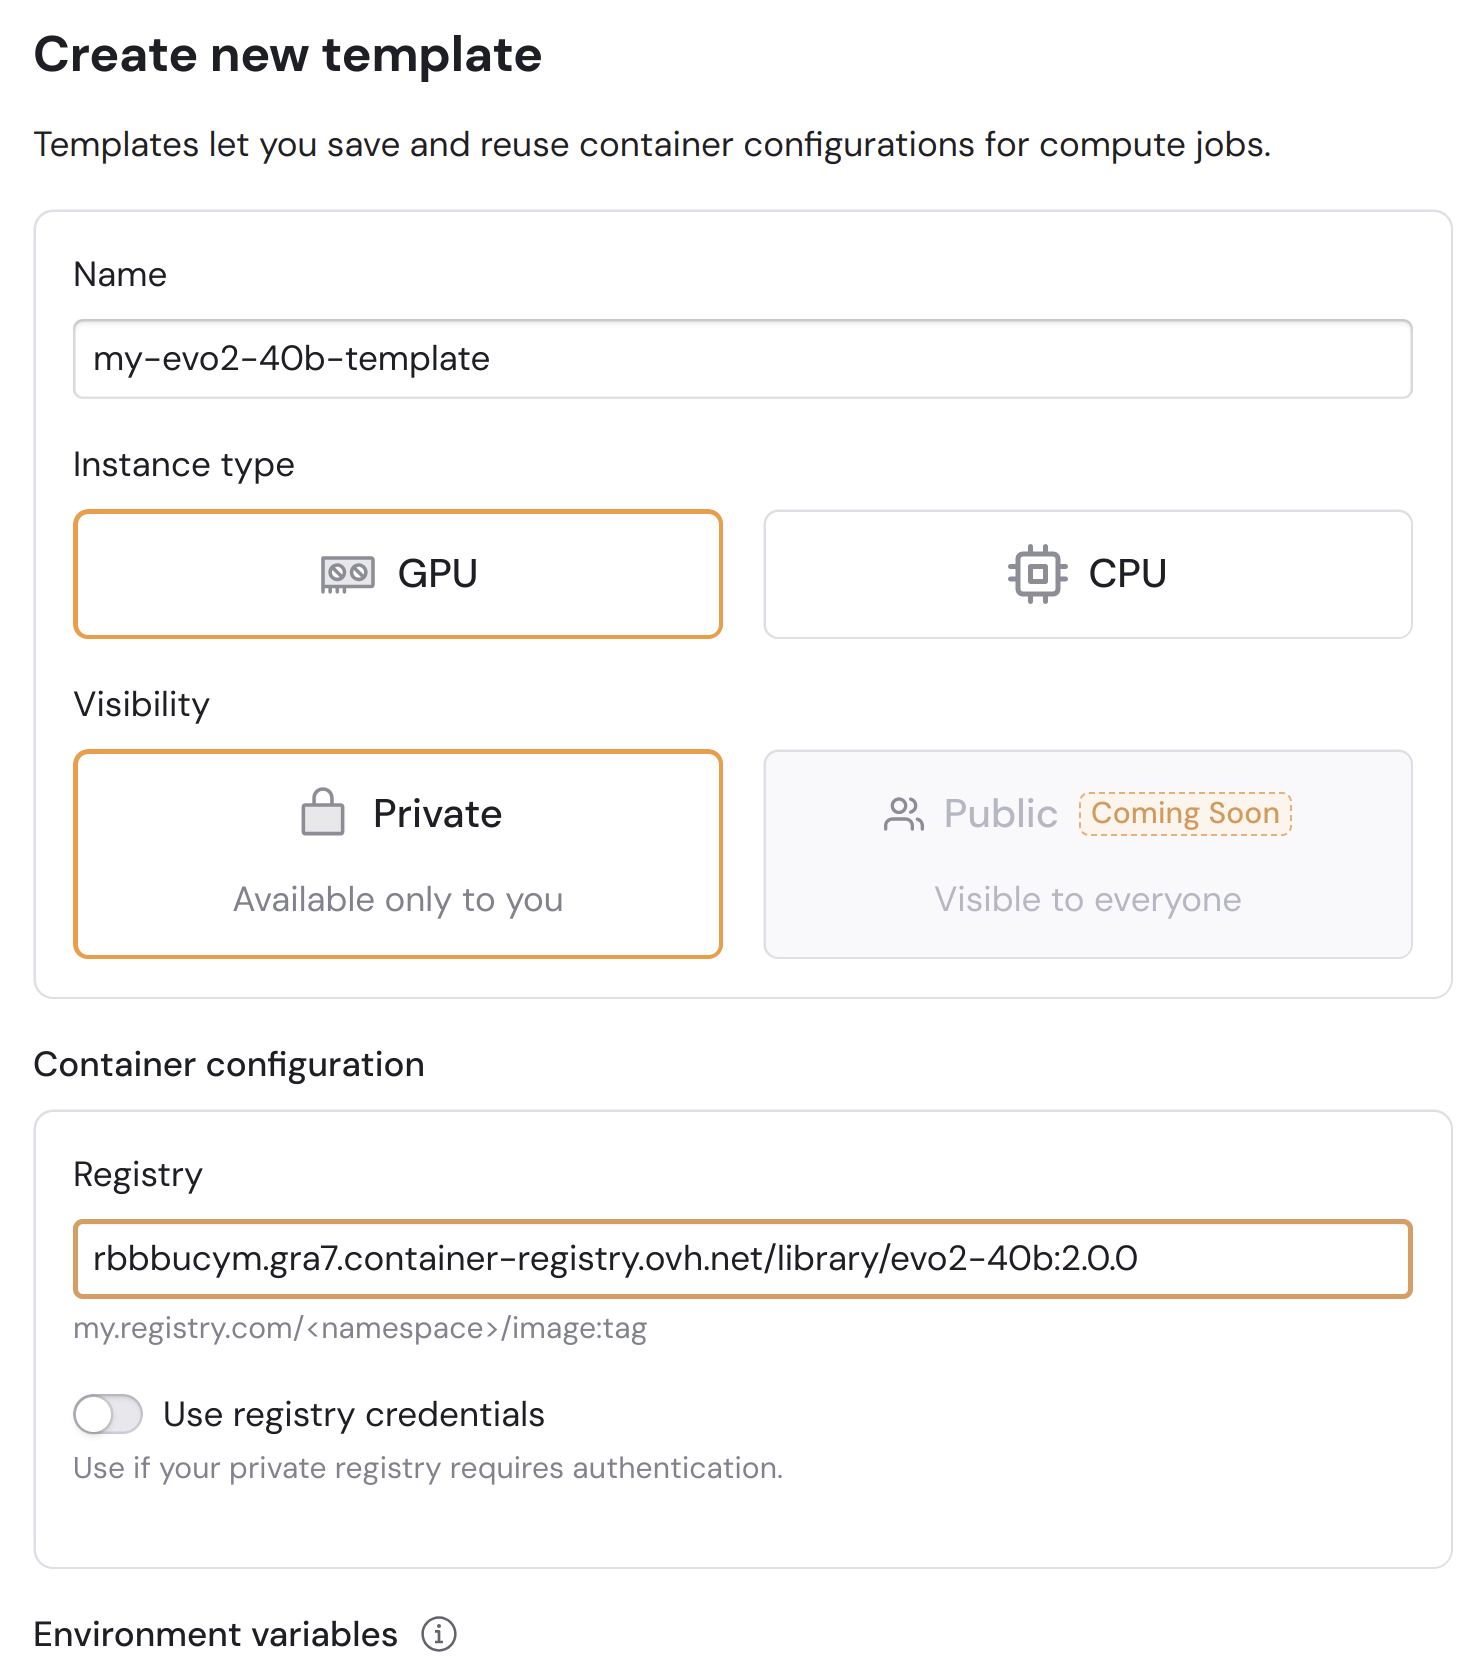 Create new template
Templates let you save and reuse container configurations for compute jobs.
Name
my-evo2-40b-template
Instance type
GPU
CPU
Visibility
Private
Available only to you
Public
Coming Soon
Visible to everyone
Container configuration
Registry
rbbbucym.gra7.container-registry.ovh.net/library/evo2-40b:2.0.0
my.registry.com/<namespace>/image:tag
Use registry credentials
Use if your private registry requires authentication.
Environment variables